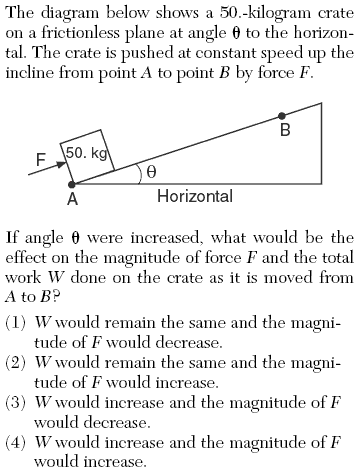 The diagram below shows a 50.-kilogram crate
on a frictionless plane at angle θ to the horizon-
tal. The crate is pushed at constant speed up the
incline from point A to point B by force F.
B
50. kg
F
θ
A
Horizontal
If angle θ were increased, what would be the
effect on the magnitude of force F and the total
work W done on the crate as it is moved from
A to B?
(1) W would remain the same and the magni-
tude of F would decrease.
(2) W would remain the same and the magni-
tude of F would increase.
(3) W would increase and the magnitude of F
would decrease.
(4) W would increase and the magnitude of F
would increase.